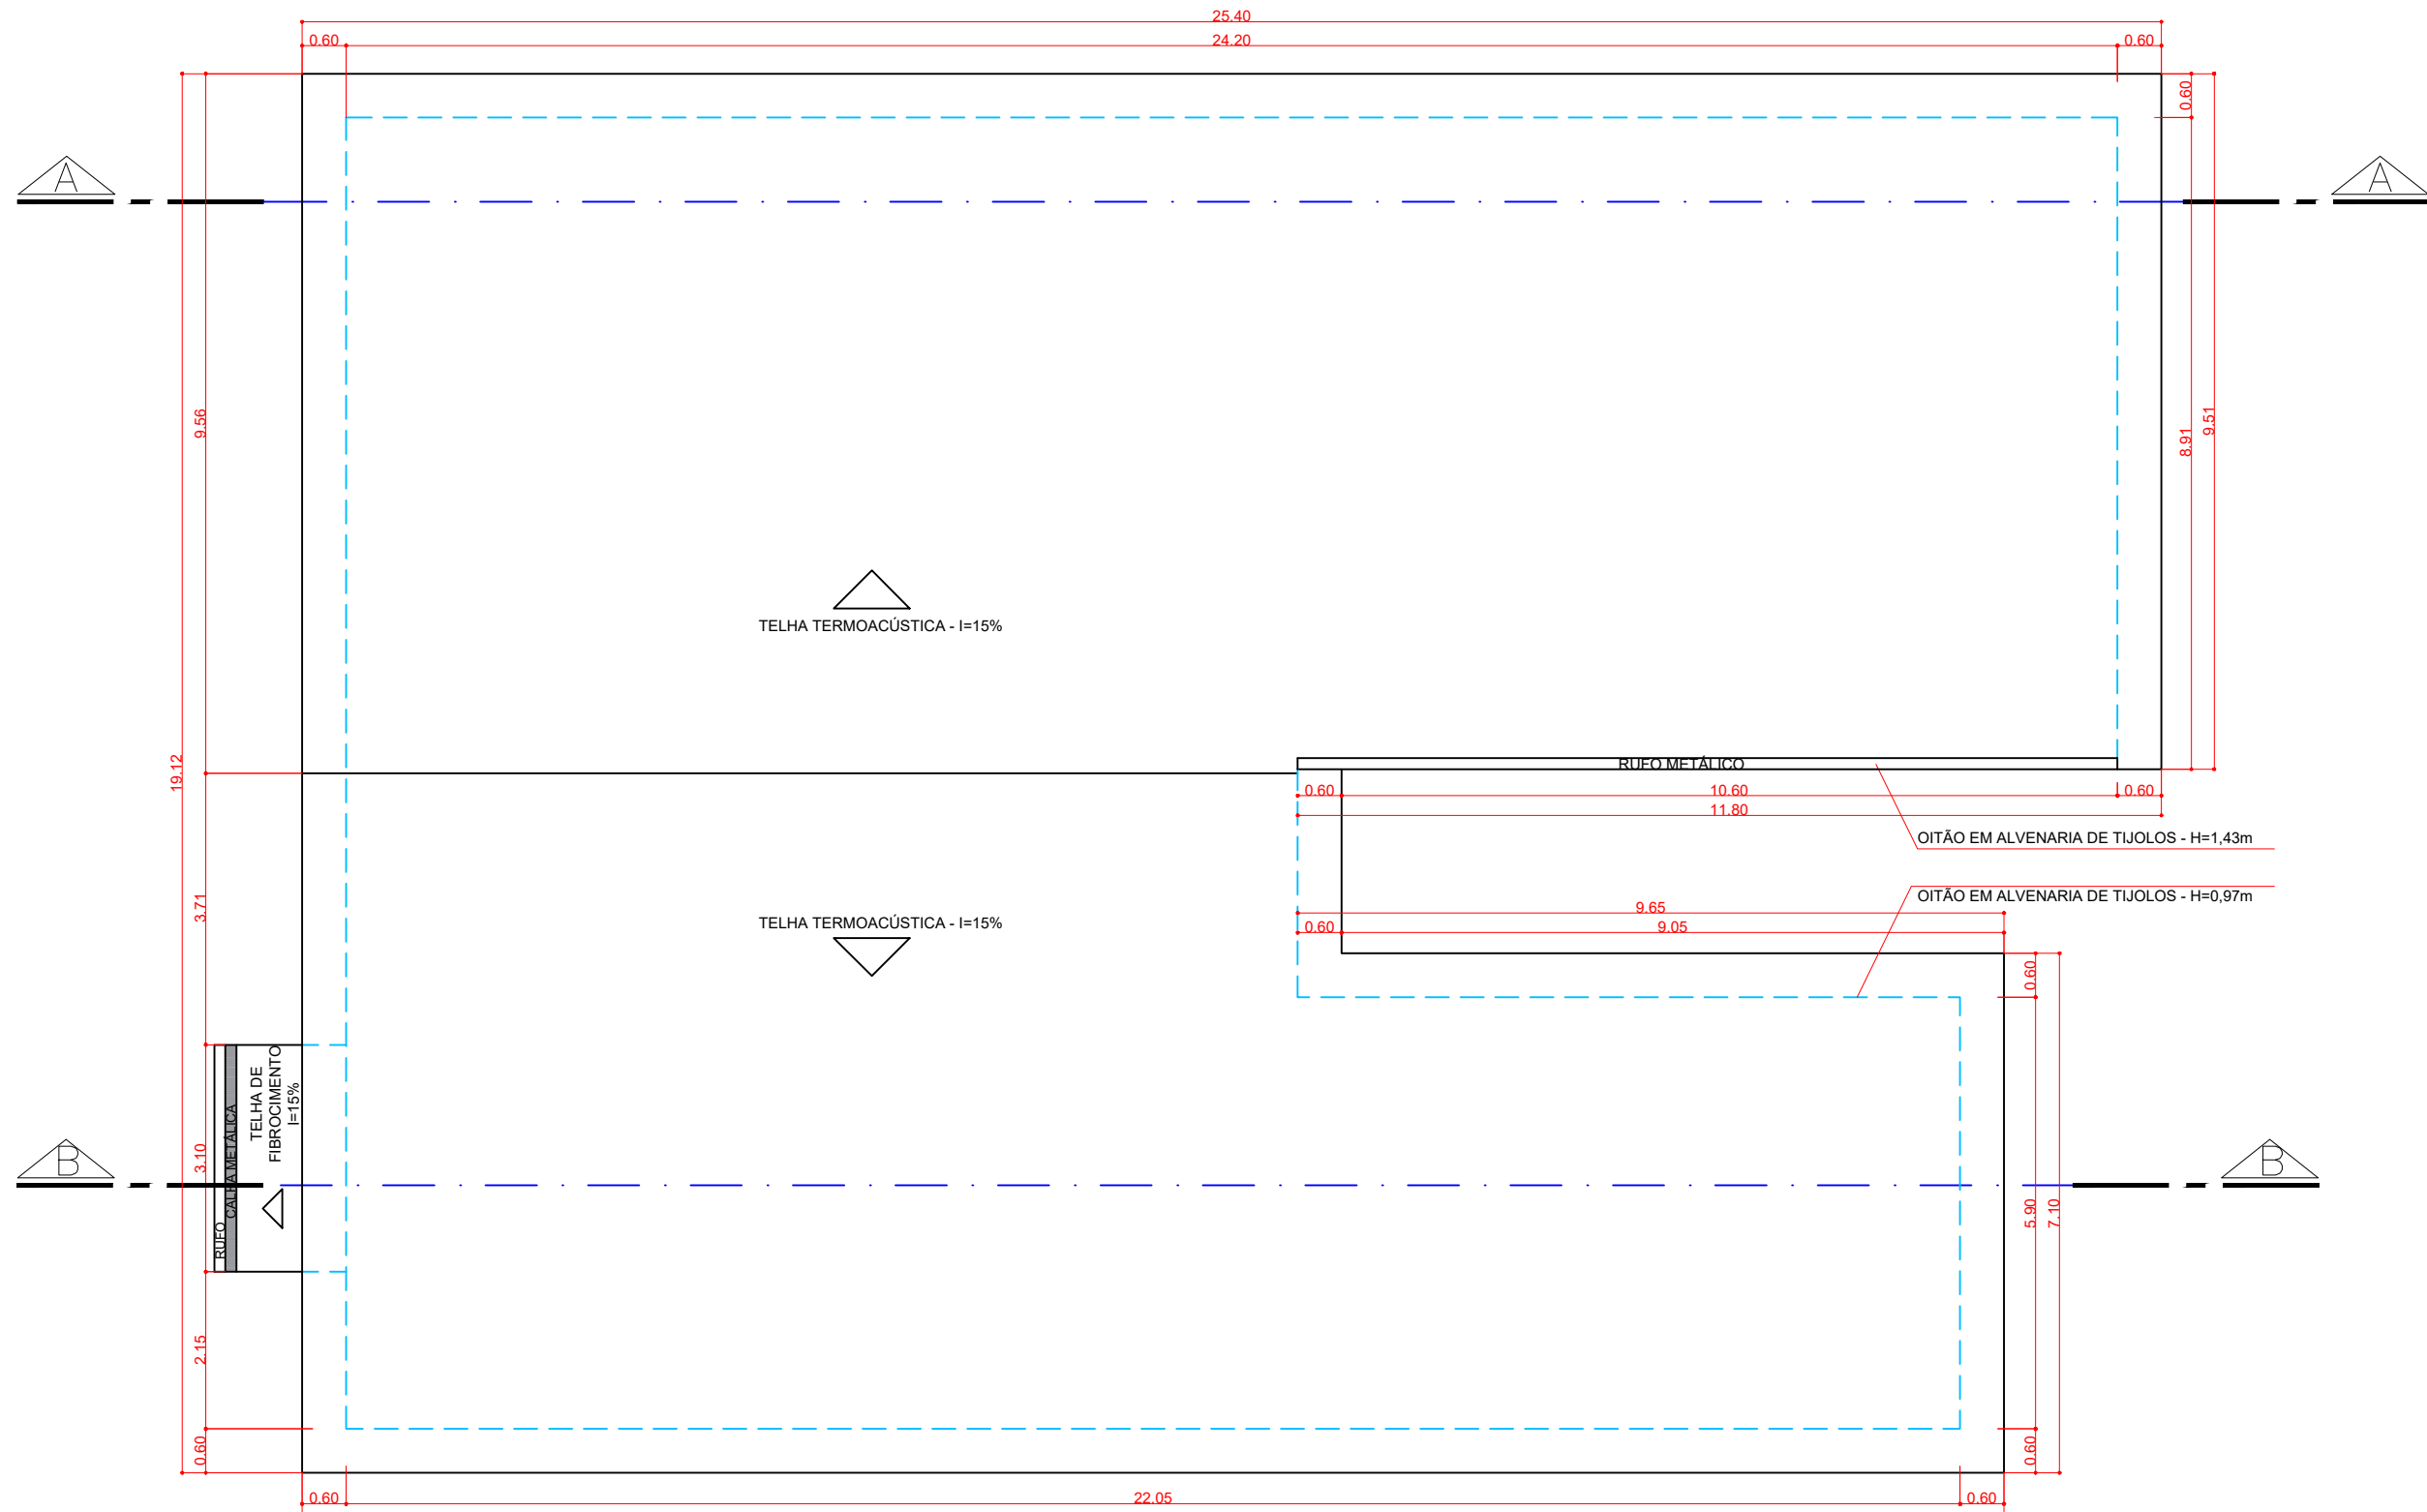 25.40
0.60
24.20
0.60
0.60
A
A
9.56
9.51
8.91
TELHA TERMOACÚSTICA - I=15%
19.12
RUFO METÁLICO
0.60
10.60
0.60
11.80
OITÃO EM ALVENARIA DE TIJOLOS - H=1,43m
OITÃO EM ALVENARIA DE TIJOLOS - H=0,97m
3.71
9.65
TELHA TERMOACÚSTICA - I=15%
0.60
9.05
0.60
TELHA DE
FIBROCIMENTO
I=15%
CALHA METÁLICA
RUFO
3.10
B
B
5.90
7.10
2.15
0.60
0.60
0.60
22.05
0.60